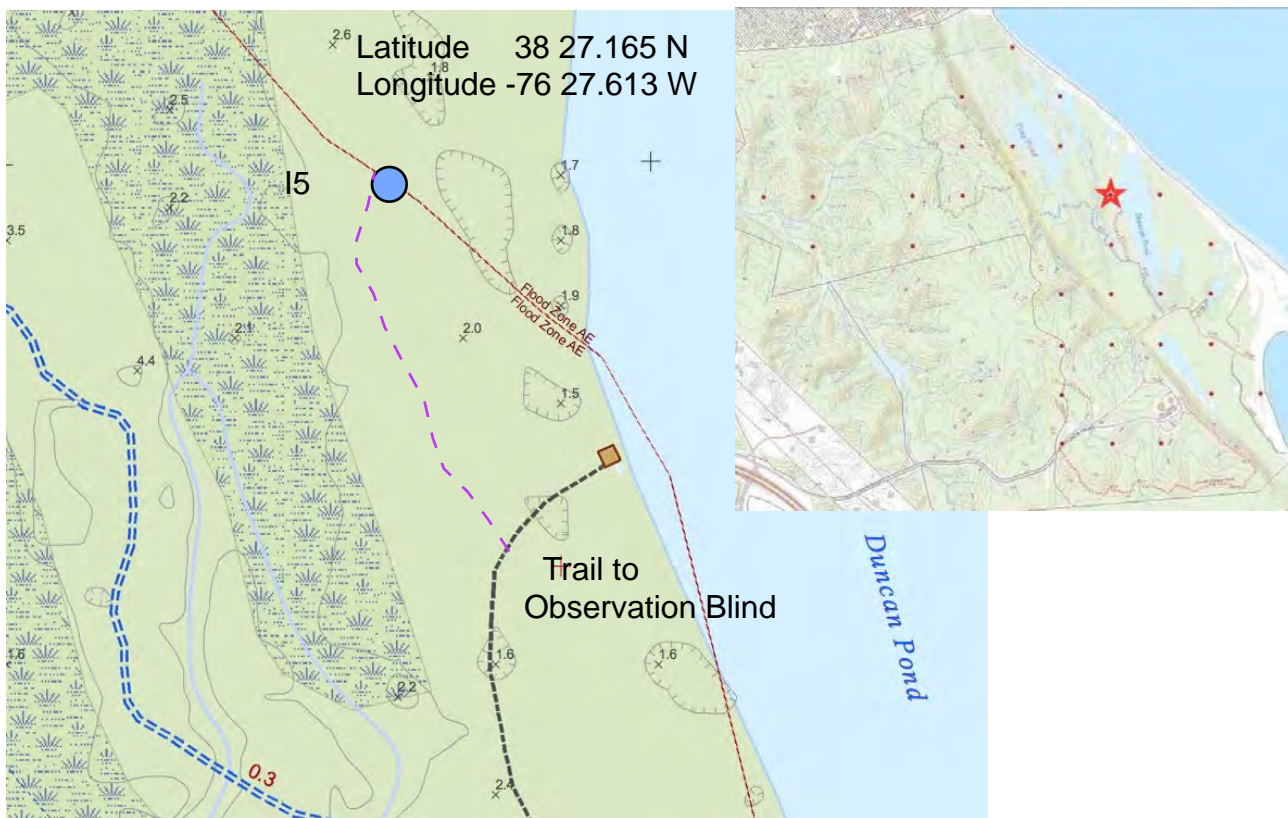 Latitude 38 27.165 N
Longitude -76 27.613 W
2.6
1.8
2.5
I5
1.7
2.2
3.5
1.8
1.9
Flood Zone AE
Flood Zone AE
2.1
2.0
4.4
1.5
Trail to
Observation Blind
Duncan Pond
1.6
1.6
1.6
2.2
0.3
2.4